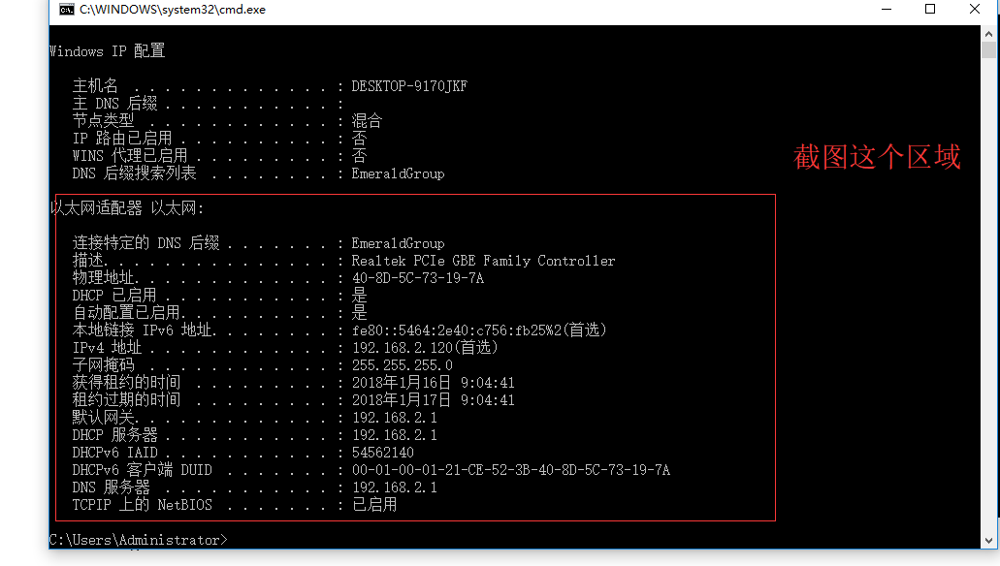 C:\WINDOWS\system32\cmd.exe
Windows IP 配置
主机名 . . . . . . . . . . . . . : DESKTOP-9170JKF
主 DNS 后缀 . . . . . . . . . . . :
节点类型 . . . . . . . . . . . . : 混合
IP 路由已启用 . . . . . . . . . . : 否
WINS 代理已启用 . . . . . . . . . : 否
DNS 后缀搜索列表 . . . . . . . . : EmeraldGroup
截图这个区域
以太网适配器 以太网:
连接特定的 DNS 后缀 . . . . . . . : EmeraldGroup
描述. . . . . . . . . . . . . . . : Realtek PCIe GBE Family Controller
物理地址. . . . . . . . . . . . . : 40-8D-5C-73-19-7A
DHCP 已启用 . . . . . . . . . . . : 是
自动配置已启用. . . . . . . . . . : 是
本地链接 IPv6 地址. . . . . . . . : fe80::5464:2e40:c756:fb25%2(首选)
IPv4 地址 . . . . . . . . . . . . : 192.168.2.120(首选)
子网掩码 . . . . . . . . . . . . : 255.255.255.0
获得租约的时间 . . . . . . . . . : 2018年1月16日 9:04:41
租约过期的时间 . . . . . . . . . : 2018年1月17日 9:04:41
默认网关. . . . . . . . . . . . . : 192.168.2.1
DHCP 服务器 . . . . . . . . . . . : 192.168.2.1
DHCPv6 IAID . . . . . . . . . . . : 54562140
DHCPv6 客户端 DUID . . . . . . . : 00-01-00-01-21-CE-52-3B-40-8D-5C-73-19-7A
DNS 服务器 . . . . . . . . . . . : 192.168.2.1
TCPIP 上的 NetBIOS . . . . . . . : 已启用
C:\Users\Administrator>